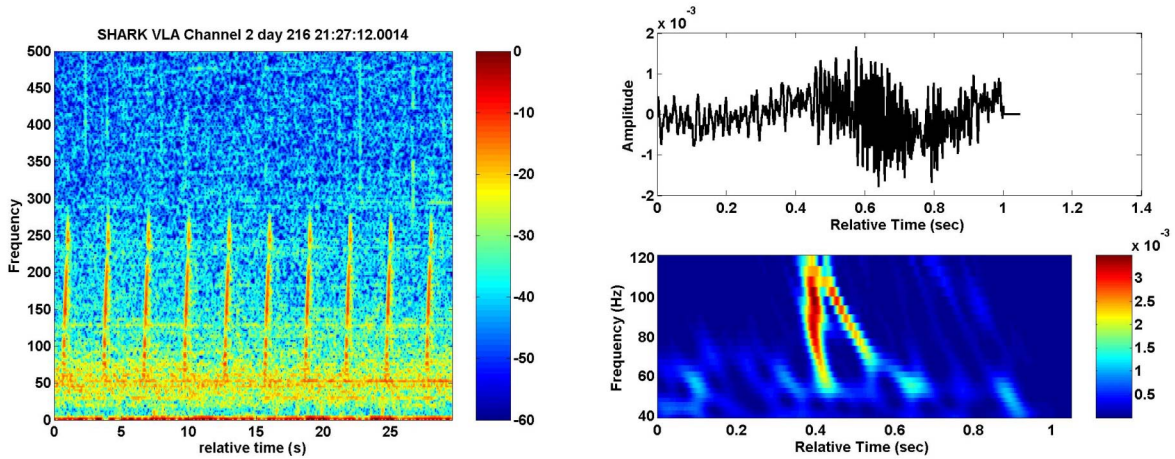 SHARK VLA Channel 2 day 216 21:27:12.0014
500
450
400
350
300
250
200
150
100
50
0
Frequency
0 5 10 15 20 25
relative time (s)
0
-10
-20
-30
-40
-50
-60
x 10-3
2
1
0
-1
-2
Amplitude
0 0.2 0.4 0.6 0.8 1 1.2 1.4
Relative Time (sec)
120
100
80
60
40
Frequency (Hz)
0 0.2 0.4 0.6 0.8 1
Relative Time (sec)
x 10-3
3
2.5
2
1.5
1
0.5